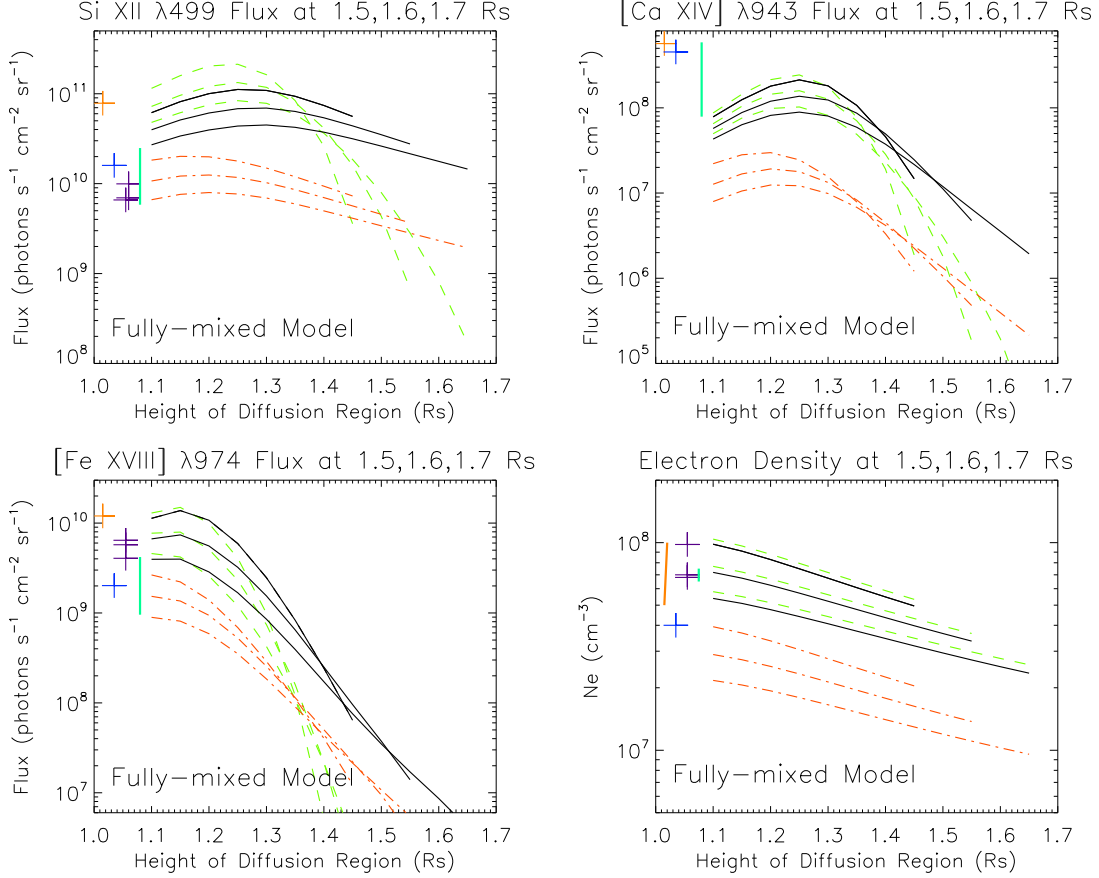 Si XII λ499 Flux at 1.5,1.6,1.7 Rs
Flux (photons s⁻¹ cm⁻² sr⁻¹)
10¹¹
10¹⁰
10⁹
10⁸
Fully-mixed Model
1.0 1.1 1.2 1.3 1.4 1.5 1.6 1.7
Height of Diffusion Region (Rs)
[Ca XIV] λ943 Flux at 1.5,1.6,1.7 Rs
Flux (photons s⁻¹ cm⁻² sr⁻¹)
10⁸
10⁷
10⁶
10⁵
Fully-mixed Model
1.0 1.1 1.2 1.3 1.4 1.5 1.6 1.7
Height of Diffusion Region (Rs)
[Fe XVIII] λ974 Flux at 1.5,1.6,1.7 Rs
Flux (photons s⁻¹ cm⁻² sr⁻¹)
10¹⁰
10⁹
10⁸
10⁷
Fully-mixed Model
1.0 1.1 1.2 1.3 1.4 1.5 1.6 1.7
Height of Diffusion Region (Rs)
Electron Density at 1.5,1.6,1.7 Rs
Ne (cm⁻³)
10⁸
10⁷
Fully-mixed Model
1.0 1.1 1.2 1.3 1.4 1.5 1.6 1.7
Height of Diffusion Region (Rs)